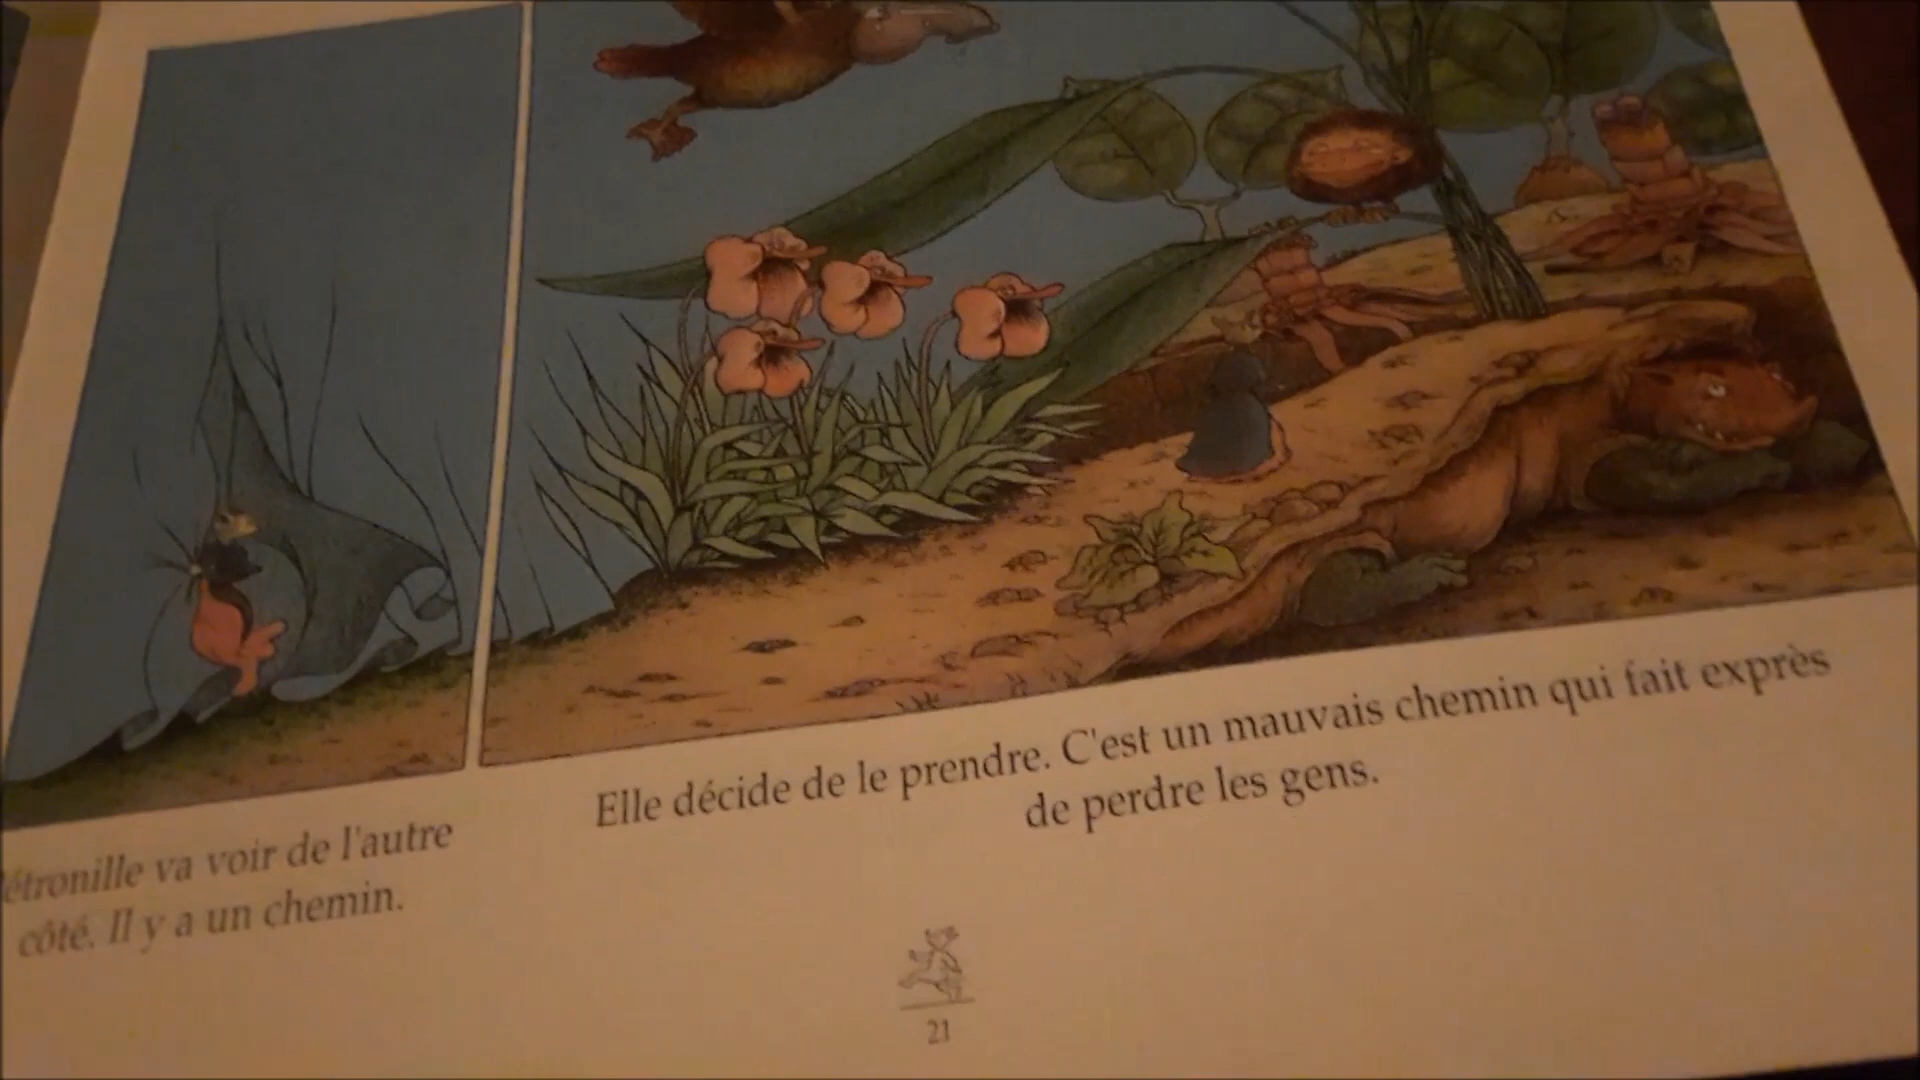 étronille va voir de l'autre
côté. Il y a un chemin.
Elle décide de le prendre. C'est un mauvais chemin qui fait exprès
de perdre les gens.
21